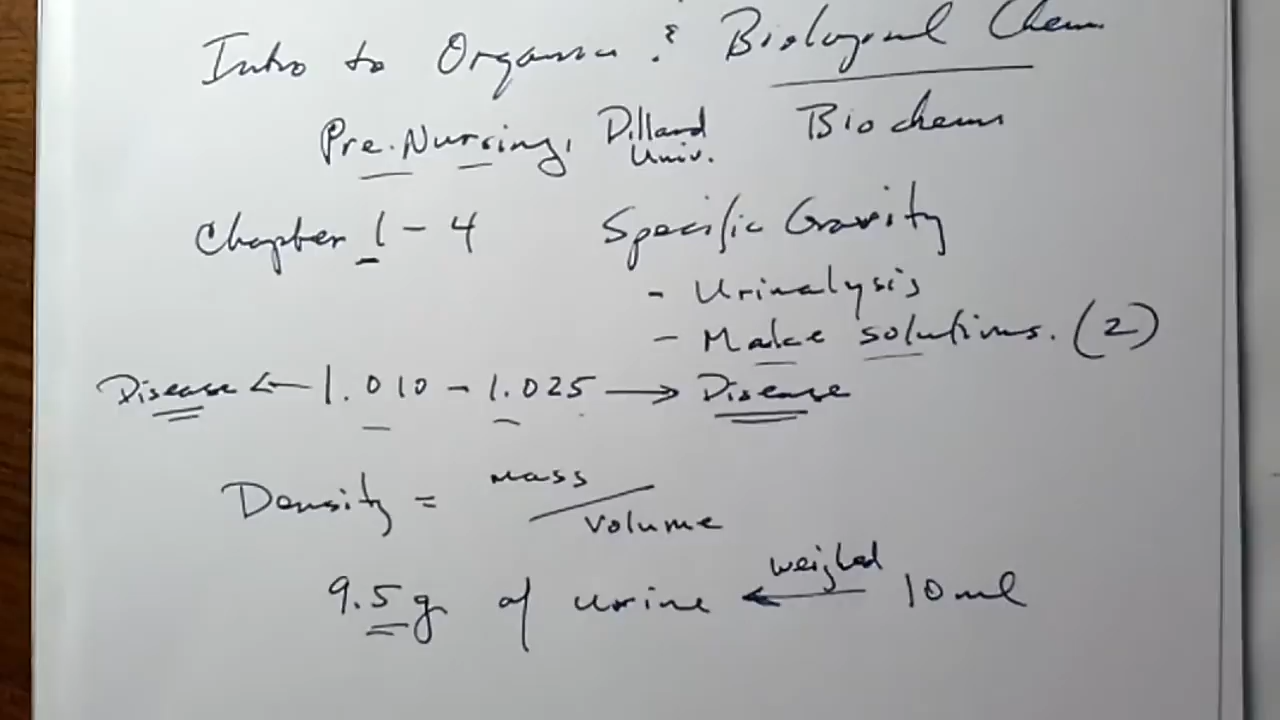 Intro to Organic & Biological Chem.
Pre-Nursing, Dillard Univ. Biochem
Chapter 1-4 Specific Gravity
- Urinalysis
- Make solutions. (2)
Disease ← 1.010 - 1.025 → Disease
Density = mass / volume
9.5g of urine ← weighed 10 ml